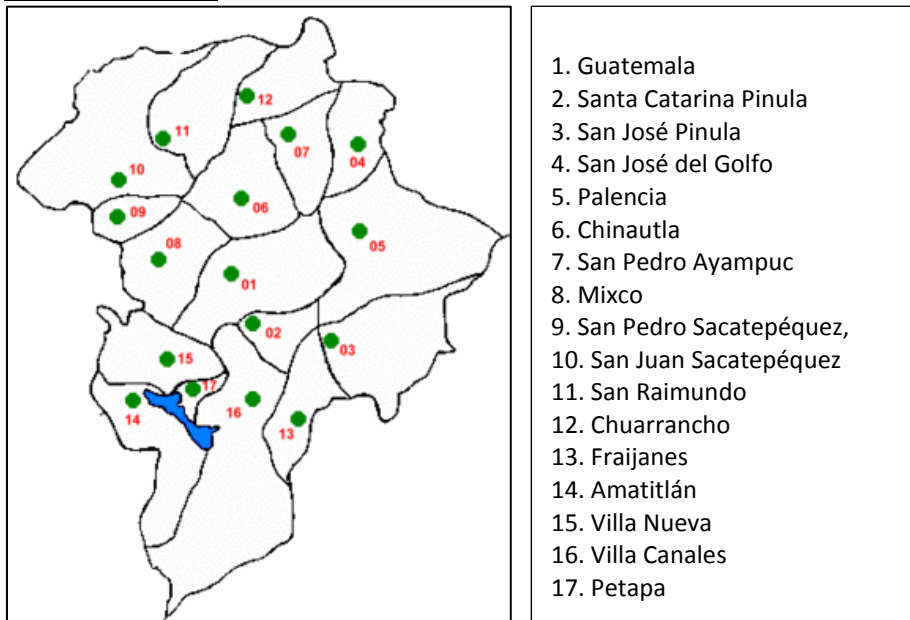 12
11
07
04
10
09
06
08
05
01
02
03
15
17
14
16
13
1. Guatemala
2. Santa Catarina Pinula
3. San José Pinula
4. San José del Golfo
5. Palencia
6. Chinautla
7. San Pedro Ayampuc
8. Mixco
9. San Pedro Sacatepéquez,
10. San Juan Sacatepéquez
11. San Raimundo
12. Chuarrancho
13. Fraijanes
14. Amatitlán
15. Villa Nueva
16. Villa Canales
17. Petapa